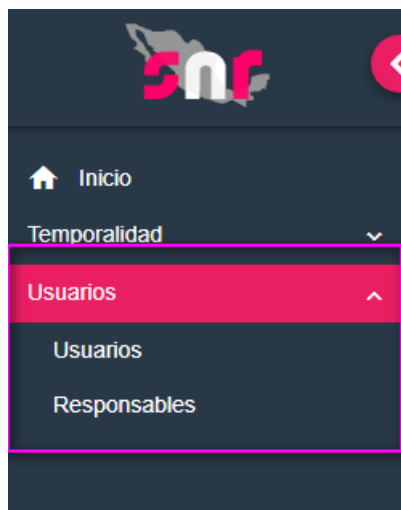 snr
Inicio
Temporalidad
Usuarios
Usuarios
Responsables